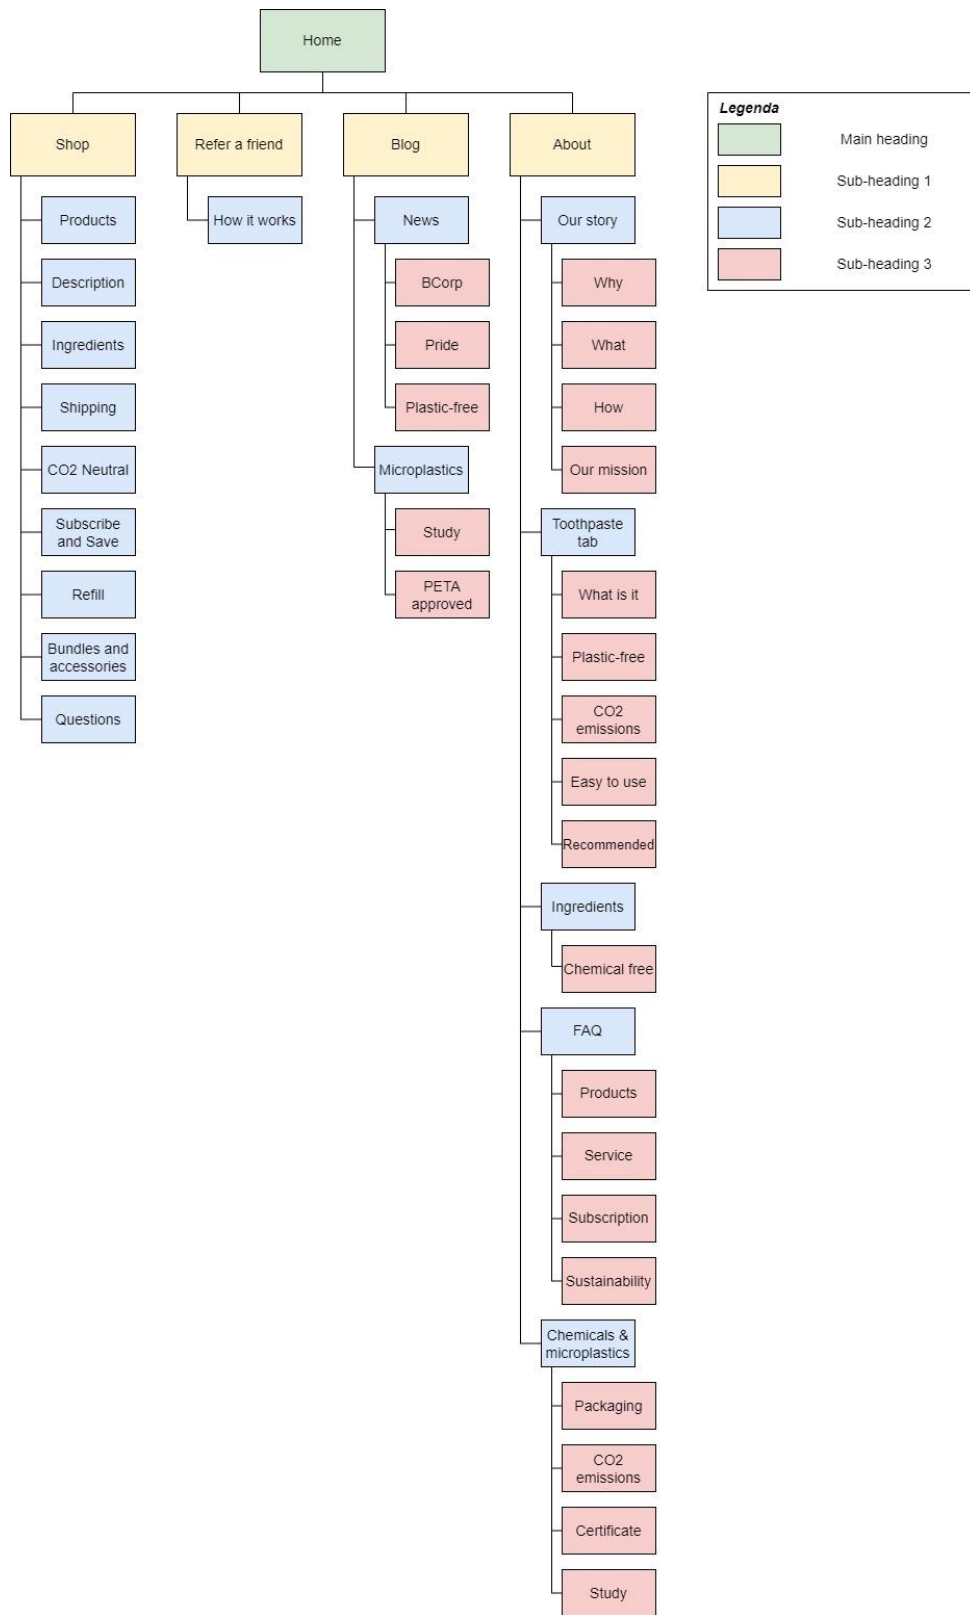 Home
Shop
Refer a friend
Blog
About
Legenda
Main heading
Sub-heading 1
Sub-heading 2
Sub-heading 3
Products
Description
Ingredients
Shipping
CO2 Neutral
Subscribe
and Save
Refill
Bundles and
accessories
Questions
How it works
News
BCorp
Pride
Plastic-free
Microplastics
Study
PETA
approved
Our story
Why
What
How
Our mission
Toothpaste
tab
What is it
Plastic-free
CO2
emissions
Easy to use
Recommended
Ingredients
Chemical free
FAQ
Products
Service
Subscription
Sustainability
Chemicals &
microplastics
Packaging
CO2
emissions
Certificate
Study